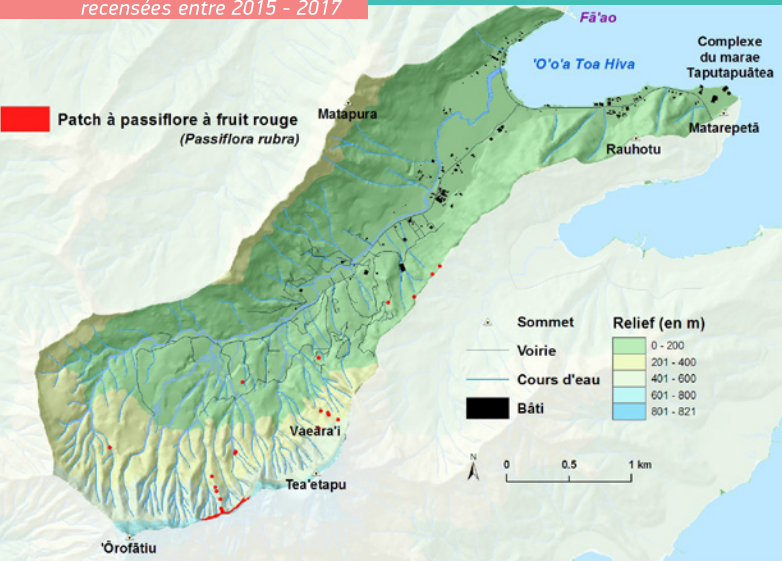 recensées entre 2015 - 2017
Fā'ao
'O'o'a Toa Hiva
Complexe
du marae
Taputapuātea
Patch à passiflore à fruit rouge
(Passiflora rubra)
Matapura
Matarepetā
Rauhotu
Sommet
Voirie
Cours d'eau
Bâti
Relief (en m)
0 - 200
201 - 400
401 - 600
601 - 800
801 - 821
N
0 0.5 1 km
Vaeāra'i
Tea'etapu
'Ōrofātiu